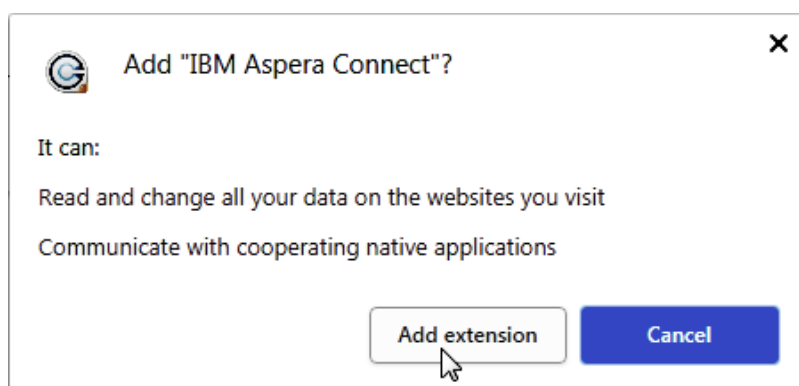 Add "IBM Aspera Connect"?
It can:
Read and change all your data on the websites you visit
Communicate with cooperating native applications
Add extension
Cancel